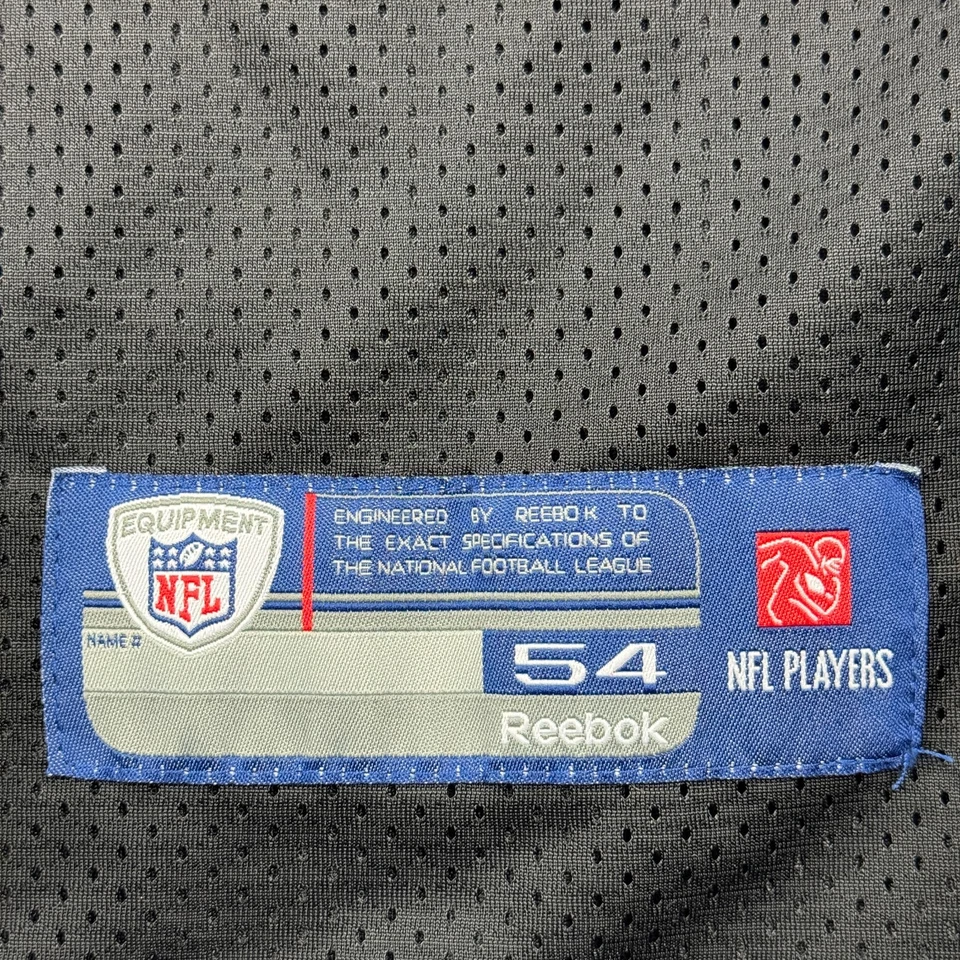 EQUIPMENT
NFL
ENGINEERED BY REEBOK TO
THE EXACT SPECIFICATIONS OF
THE NATIONAL FOOTBALL LEAGUE
NAME #
54
Reebok
NFL PLAYERS